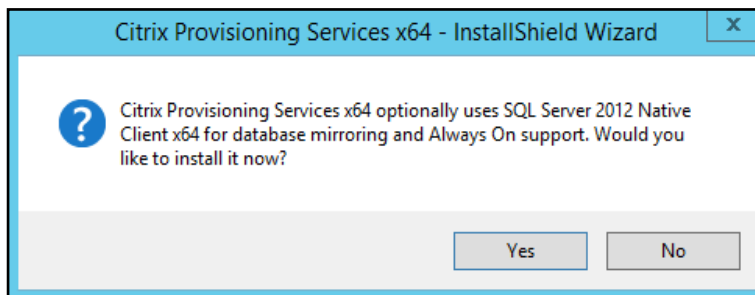 Citrix Provisioning Services x64 - InstallShield Wizard
x
Citrix Provisioning Services x64 optionally uses SQL Server 2012 Native
Client x64 for database mirroring and Always On support. Would you
like to install it now?
Yes
No